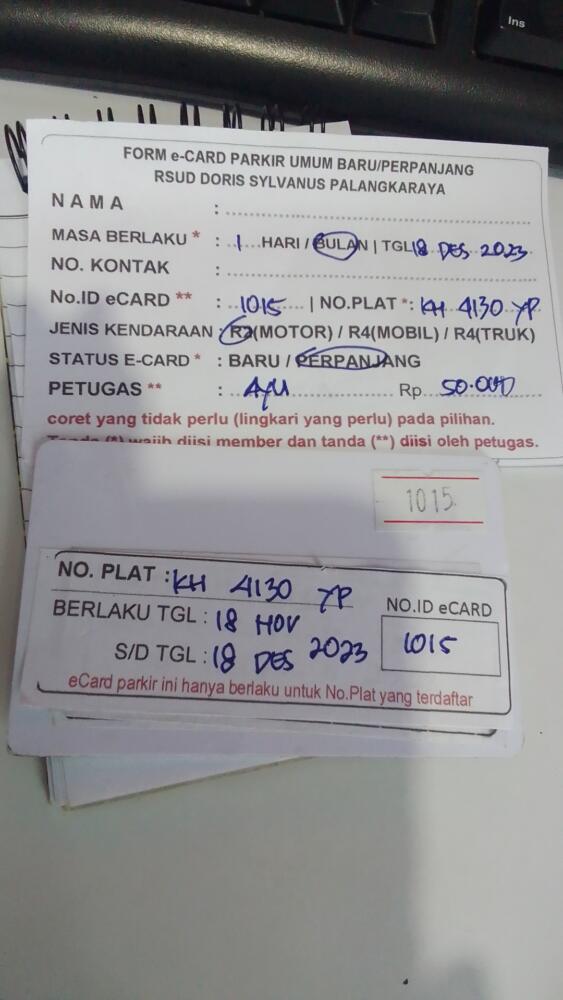 Ins
FORM e-CARD PARKIR UMUM BARU/PERPANJANG
RSUD DORIS SYLVANUS PALANGKARAYA
NAMA :
MASA BERLAKU * : 1 HARI / BULAN | TGL 18 DES 2023
NO. KONTAK :
No.ID eCARD ** : 1015 | NO.PLAT *: KH 4130 YP
JENIS KENDARAAN : R2(MOTOR) / R4(MOBIL) / R4(TRUK)
STATUS E-CARD * : BARU / PERPANJANG
PETUGAS ** : AYU Rp 50.000
coret yang tidak perlu (lingkari yang perlu) pada pilihan.
Tanda (*) wajib diisi member dan tanda (**) diisi oleh petugas.
1015
NO. PLAT : KH 4130 YP
BERLAKU TGL : 18 NOV
S/D TGL : 18 DES 2023
NO.ID eCARD
1015
eCard parkir ini hanya berlaku untuk No.Plat yang terdaftar